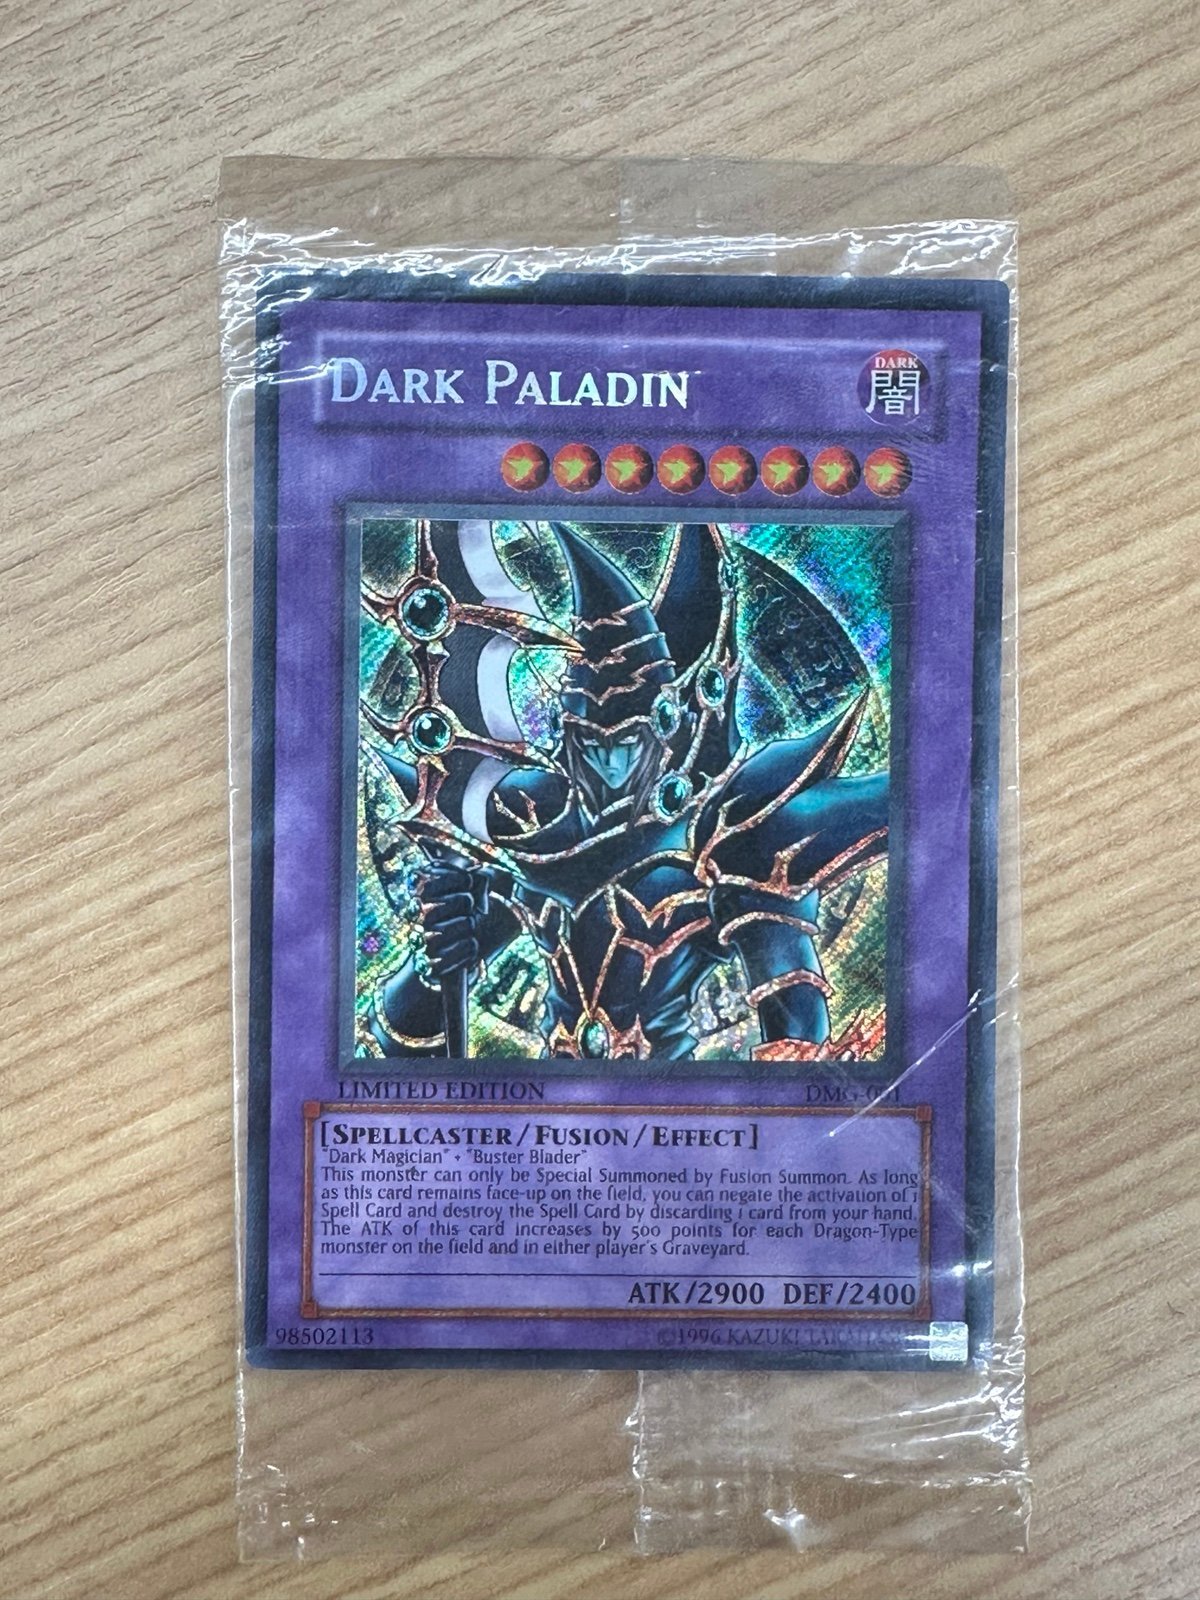 DARK PALADIN
DARK
闇
LIMITED EDITION
DMG-001
[SPELLCASTER/FUSION/EFFECT]
"Dark Magician" + "Buster Blader"
This monster can only be Special Summoned by Fusion Summon. As long
as this card remains face-up on the field, you can negate the activation of 1
Spell Card and destroy the Spell Card by discarding 1 card from your hand.
The ATK of this card increases by 500 points for each Dragon-Type
monster on the field and in either player's Graveyard.
ATK/2900 DEF/2400
98502113
©1996 KAZUKI